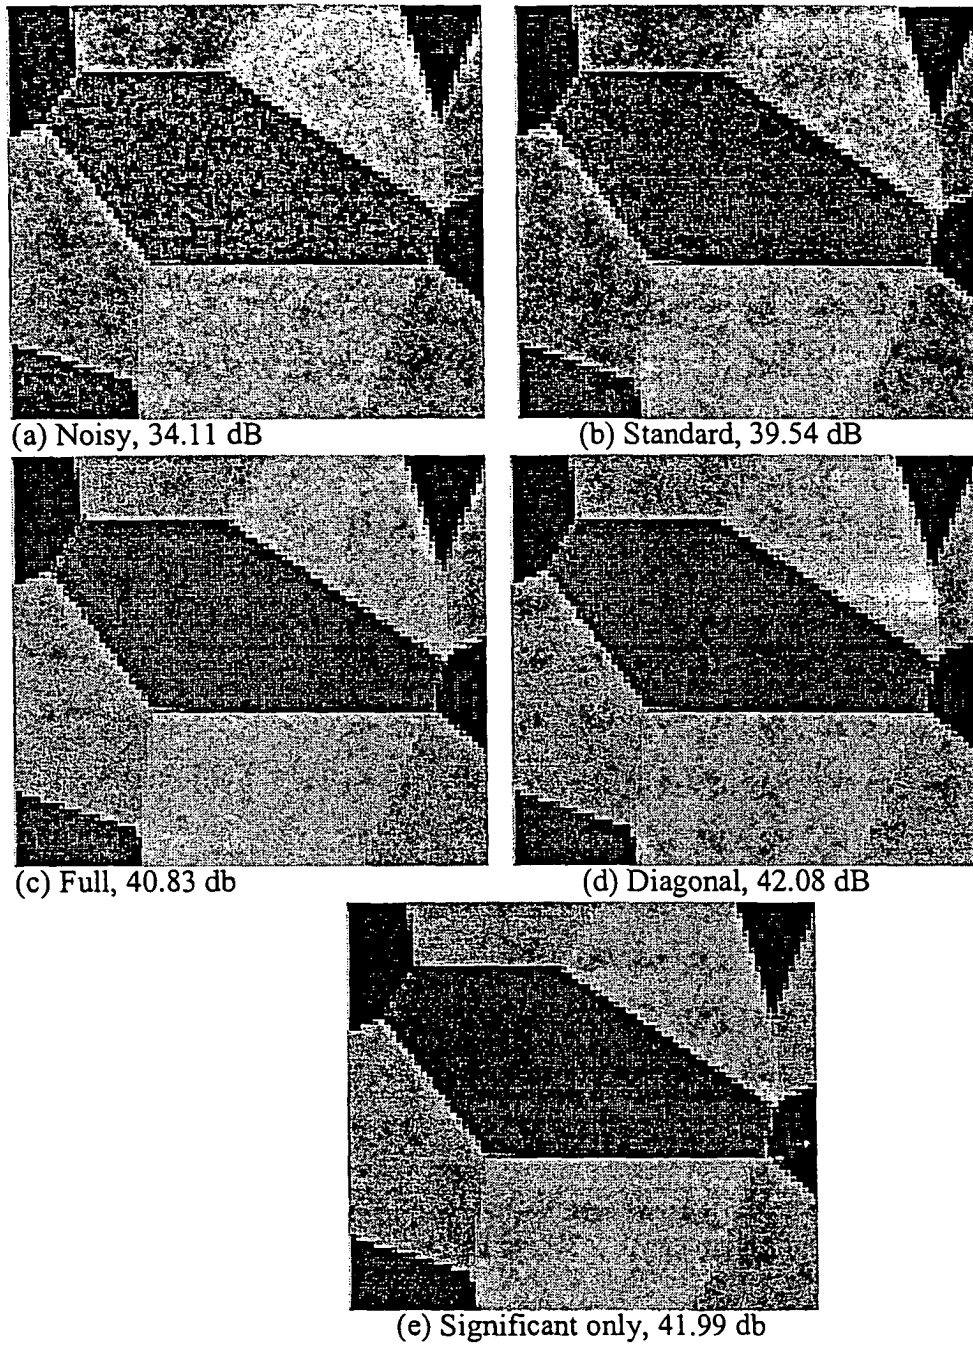 (a) Noisy, 34.11 dB
(b) Standard, 39.54 dB
(c) Full, 40.83 db
(d) Diagonal, 42.08 dB
(e) Significant only, 41.99 db